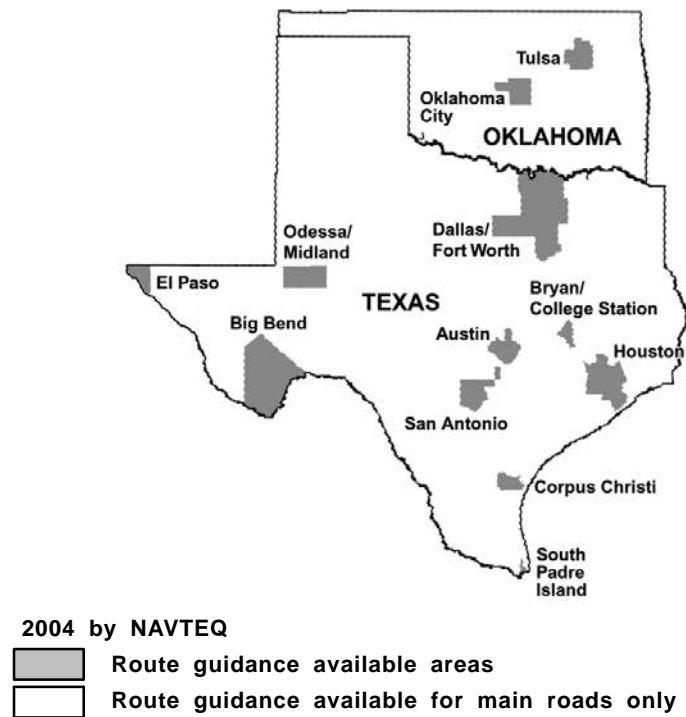 Tulsa
Oklahoma
City
OKLAHOMA
Dallas/
Fort Worth
Odessa/
Midland
El Paso
Bryan/
College Station
TEXAS
Big Bend
Austin
Houston
San Antonio
Corpus Christi
South
Padre
Island
2004 by NAVTEQ
Route guidance available areas
Route guidance available for main roads only